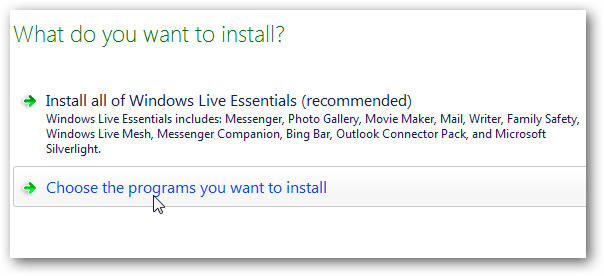 What do you want to install?
Install all of Windows Live Essentials (recommended)
Windows Live Essentials includes: Messenger, Photo Gallery, Movie Maker, Mail, Writer, Family Safety,
Windows Live Mesh, Messenger Companion, Bing Bar, Outlook Connector Pack, and Microsoft
Silverlight.
Choose the programs you want to install